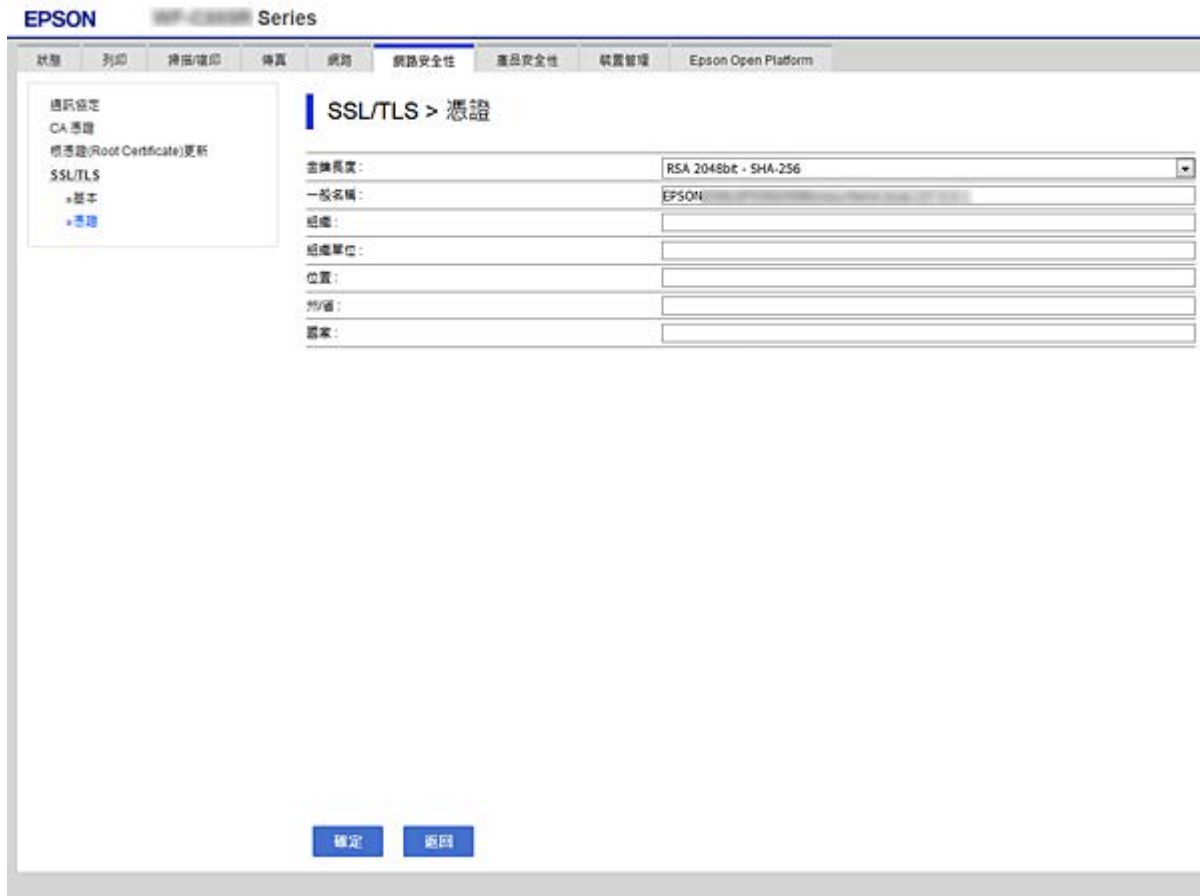 EPSON Series
狀態 列印 掃描/複印 傳真 網路 網路安全性 產品安全性 裝置管理 Epson Open Platform
通訊協定
CA 憑證
根憑證(Root Certificate)更新
SSL/TLS
»基本
»憑證
SSL/TLS > 憑證
金鑰長度 : RSA 2048bit - SHA-256
一般名稱 : EPSON
組織 :
組織單位 :
位置 :
州/省 :
國家 :
確定 返回